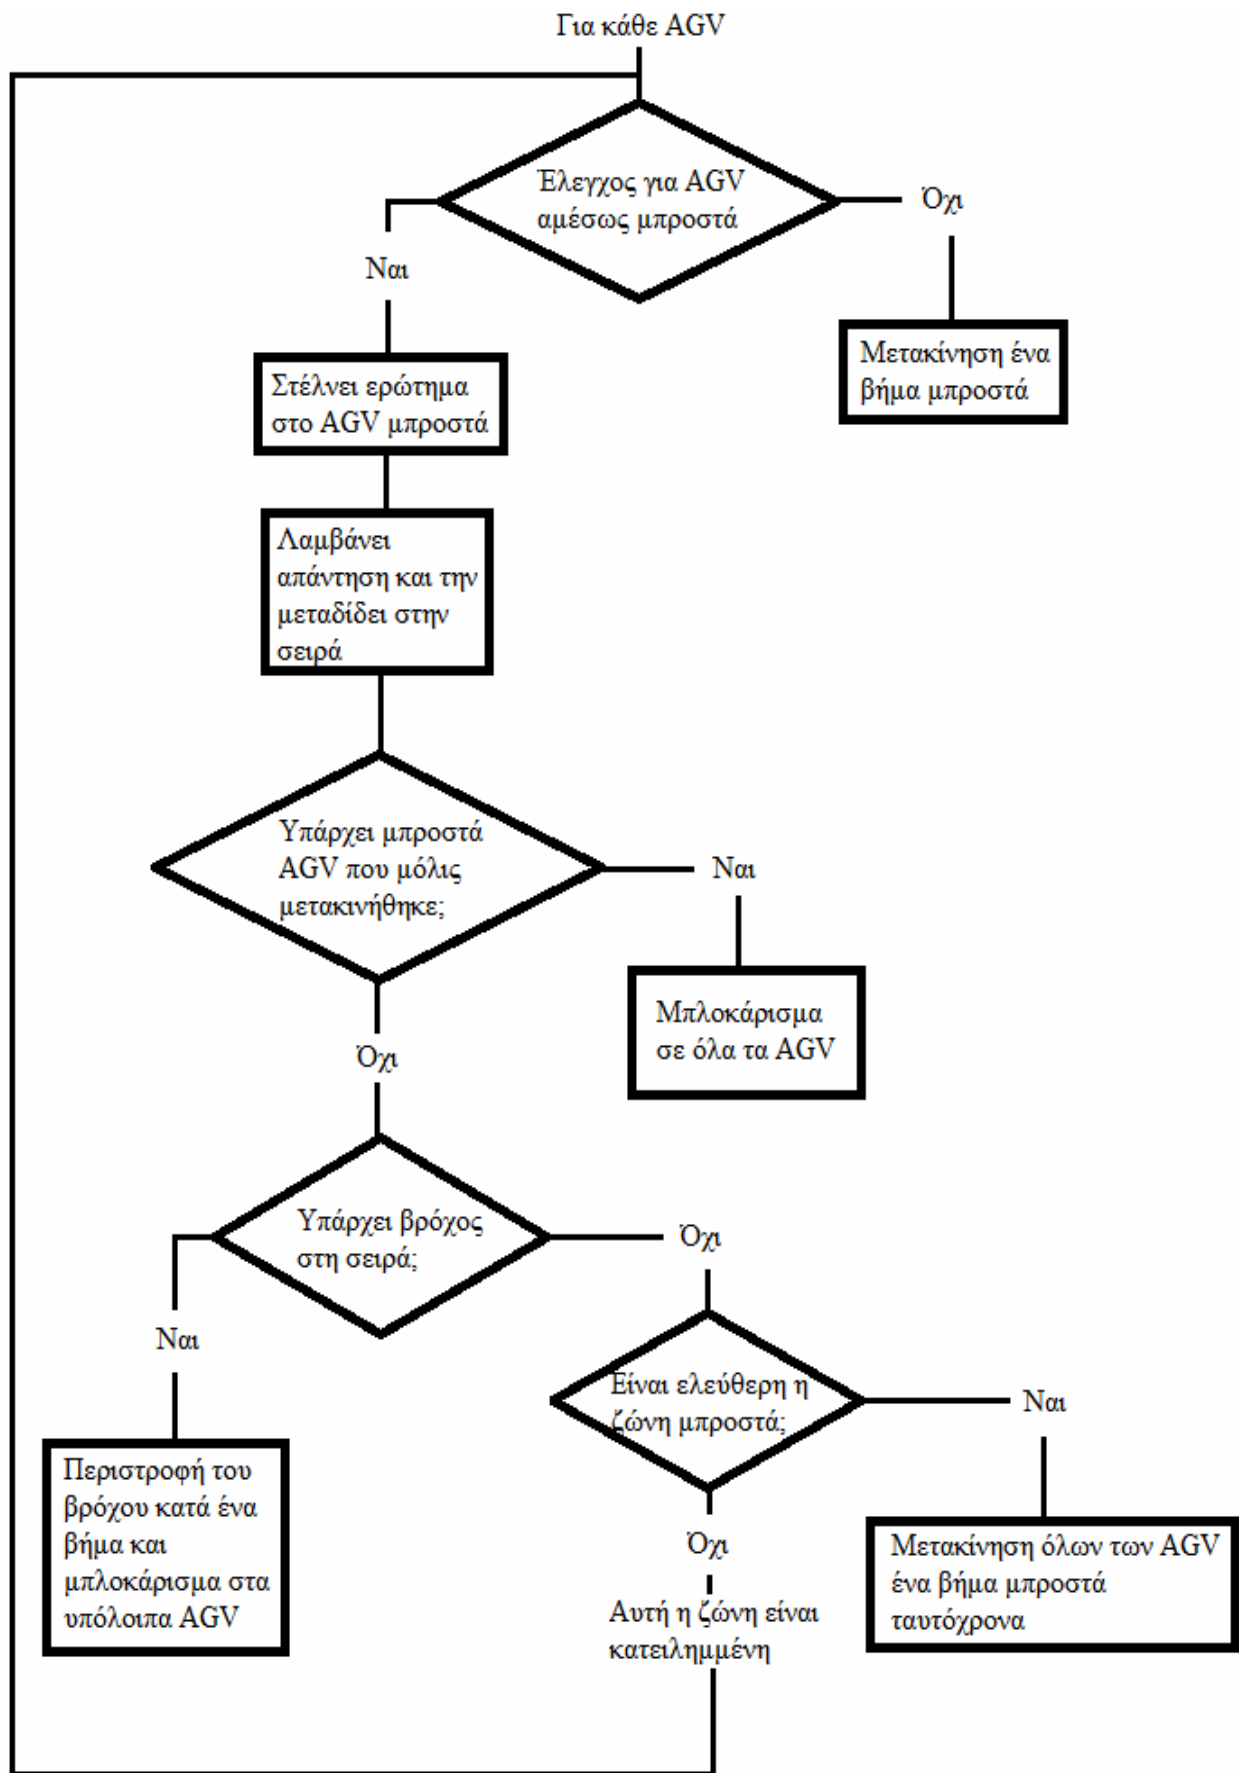 Για κάθε AGV
Έλεγχος για AGV
αμέσως μπροστά
Όχι
Ναι
Μετακίνηση ένα
βήμα μπροστά
Στέλνει ερώτημα
στο AGV μπροστά
Λαμβάνει
απάντηση και την
μεταδίδει στην
σειρά
Υπάρχει μπροστά
AGV που μόλις
μετακινήθηκε;
Ναι
Μπλοκάρισμα
σε όλα τα AGV
Όχι
Υπάρχει βρόχος
στη σειρά;
Όχι
Ναι
Είναι ελεύθερη η
ζώνη μπροστά;
Ναι
Περιστροφή του
βρόχου κατά ένα
βήμα και
μπλοκάρισμα στα
υπόλοιπα AGV
Όχι
Μετακίνηση όλων των AGV
ένα βήμα μπροστά
ταυτόχρονα
Αυτή η ζώνη είναι
κατειλημμένη